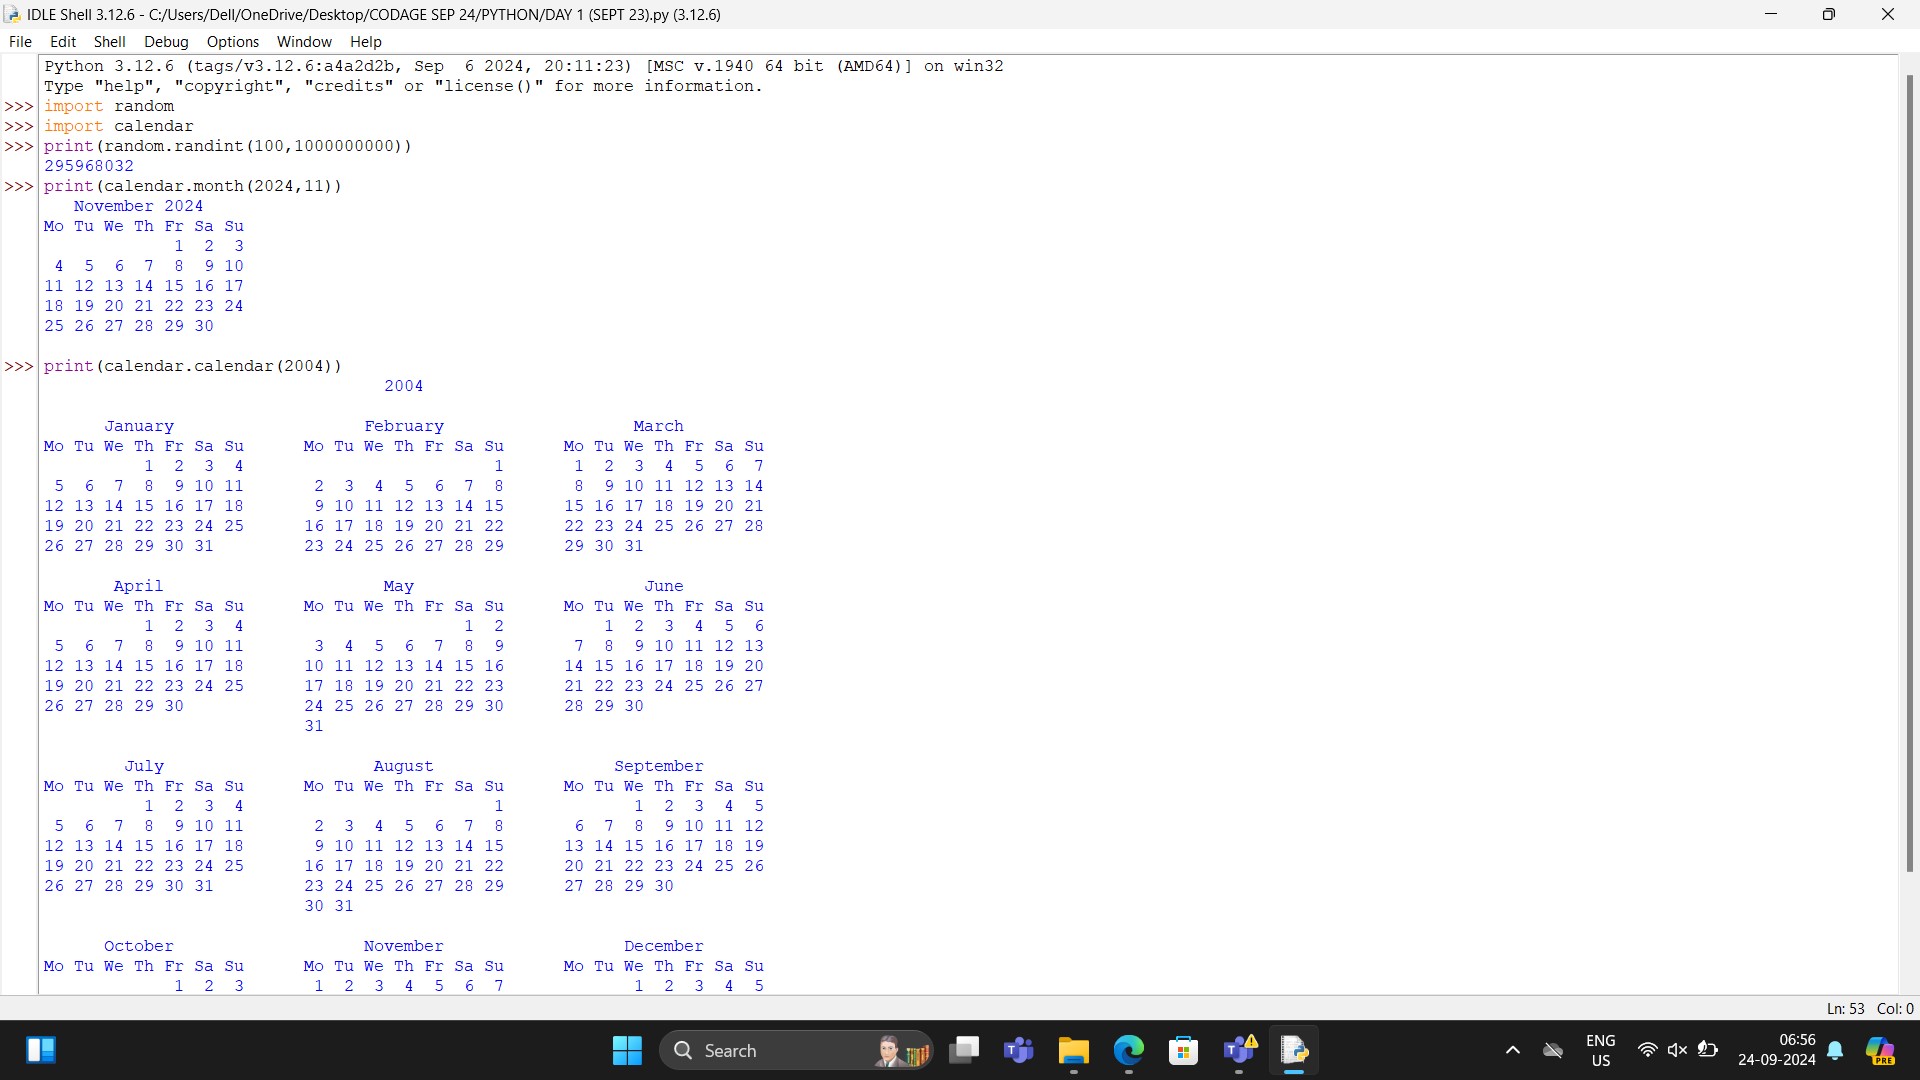 IDLE Shell 3.12.6 - C:/Users/Dell/OneDrive/Desktop/CODAGE SEP 24/PYTHON/DAY 1 (SEPT 23).py (3.12.6)
File Edit Shell Debug Options Window Help
Python 3.12.6 (tags/v3.12.6:a4a2d2b, Sep  6 2024, 20:11:23) [MSC v.1940 64 bit (AMD64)] on win32
Type "help", "copyright", "credits" or "license()" for more information.
>>> import random
>>> import calendar
>>> print(random.randint(100,1000000000))
295968032
>>> print(calendar.month(2024,11))
   November 2024
Mo Tu We Th Fr Sa Su
             1  2  3
 4  5  6  7  8  9 10
11 12 13 14 15 16 17
18 19 20 21 22 23 24
25 26 27 28 29 30
>>> print(calendar.calendar(2004))
                                  2004
      January                   February                   March
Mo Tu We Th Fr Sa Su      Mo Tu We Th Fr Sa Su      Mo Tu We Th Fr Sa Su
          1  2  3  4                         1       1  2  3  4  5  6  7
 5  6  7  8  9 10 11       2  3  4  5  6  7  8       8  9 10 11 12 13 14
12 13 14 15 16 17 18       9 10 11 12 13 14 15      15 16 17 18 19 20 21
19 20 21 22 23 24 25      16 17 18 19 20 21 22      22 23 24 25 26 27 28
26 27 28 29 30 31         23 24 25 26 27 28 29      29 30 31
       April                      May                       June
Mo Tu We Th Fr Sa Su      Mo Tu We Th Fr Sa Su      Mo Tu We Th Fr Sa Su
          1  2  3  4                      1  2          1  2  3  4  5  6
 5  6  7  8  9 10 11       3  4  5  6  7  8  9       7  8  9 10 11 12 13
12 13 14 15 16 17 18      10 11 12 13 14 15 16      14 15 16 17 18 19 20
19 20 21 22 23 24 25      17 18 19 20 21 22 23      21 22 23 24 25 26 27
26 27 28 29 30            24 25 26 27 28 29 30      28 29 30
                          31
        July                     August                  September
Mo Tu We Th Fr Sa Su      Mo Tu We Th Fr Sa Su      Mo Tu We Th Fr Sa Su
          1  2  3  4                         1             1  2  3  4  5
 5  6  7  8  9 10 11       2  3  4  5  6  7  8       6  7  8  9 10 11 12
12 13 14 15 16 17 18       9 10 11 12 13 14 15      13 14 15 16 17 18 19
19 20 21 22 23 24 25      16 17 18 19 20 21 22      20 21 22 23 24 25 26
26 27 28 29 30 31         23 24 25 26 27 28 29      27 28 29 30
                          30 31
      October                   November                  December
Mo Tu We Th Fr Sa Su      Mo Tu We Th Fr Sa Su      Mo Tu We Th Fr Sa Su
             1  2  3       1  2  3  4  5  6  7             1  2  3  4  5
Ln: 53 Col: 0
Search
ENG
US
06:56
24-09-2024
PRE